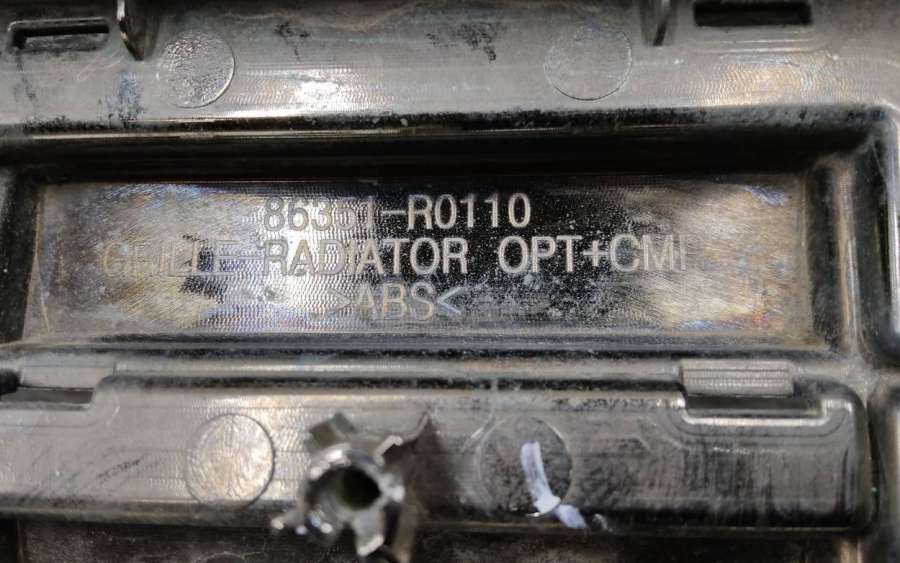 86351-R0110
GRILLE-RADIATOR OPT+CMI
>ABS<